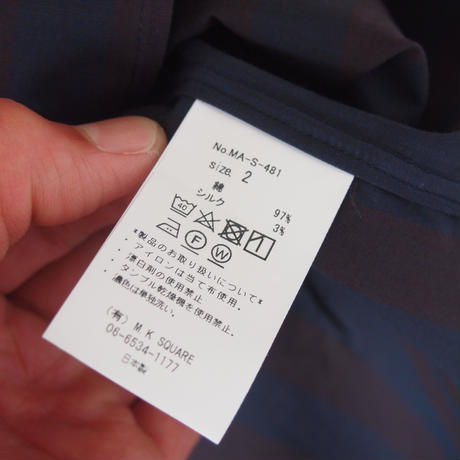 No.MA-S-481
size. 2
綿 97%
シルク 3%
40
F W
*製品のお取り扱いについて*
・アイロンは当て布使用。
・漂白剤の使用禁止。
・タンブル乾燥機を使用禁止。
・濃色は単独洗い。
(有) M K SQUARE
06-6534-1177
日本製